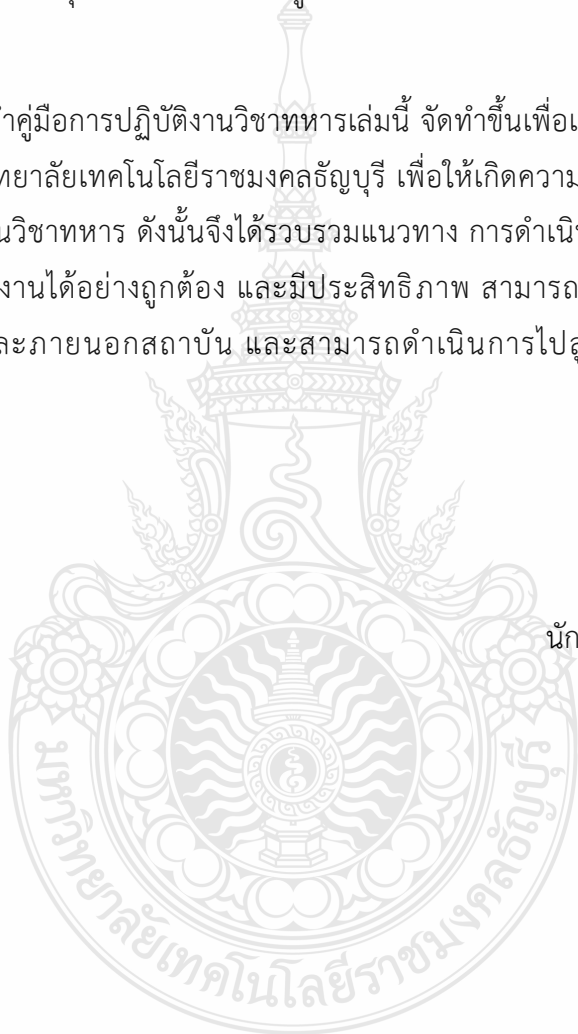 าคู่มือการปฏิบัติงานวิชาทหารเล่มนี้ จัดทำขึ้นเพื่อเ
ทยาลัยเทคโนโลยีราชมงคลธัญบุรี เพื่อให้เกิดความ
นวิชาทหาร ดังนั้นจึงได้รวบรวมแนวทาง การดำเนิน
งานได้อย่างถูกต้อง และมีประสิทธิภาพ สามารถ
ละภายนอกสถาบัน และสามารถดำเนินการไปสู
นัก
มหาวิทยาลัยเทคโนโลยีราชมงคลธัญบุรี